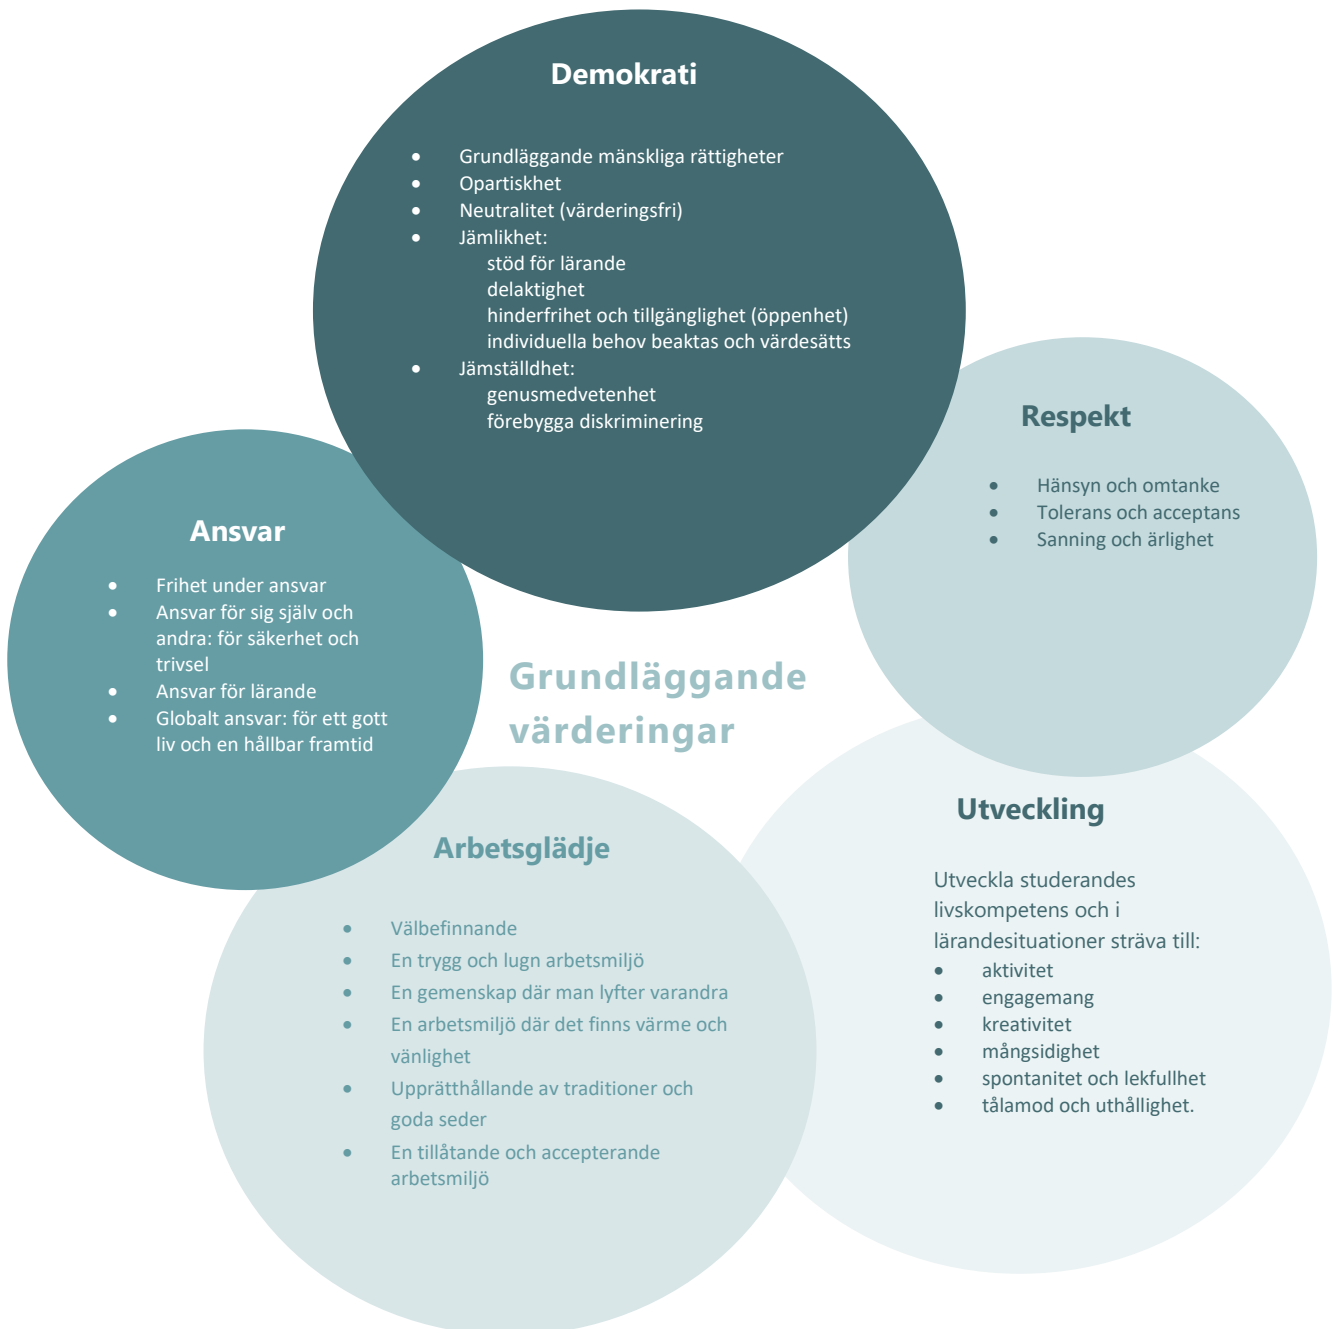 Demokrati
• Grundläggande mänskliga rättigheter
• Opartiskhet
• Neutralitet (värderingsfri)
• Jämlikhet:
stöd för lärande
delaktighet
hinderfrihet och tillgänglighet (öppenhet)
individuella behov beaktas och värdesätts
• Jämställdhet:
genusmedvetenhet
förebygga diskriminering
Respekt
• Hänsyn och omtanke
• Tolerans och acceptans
• Sanning och ärlighet
Ansvar
• Frihet under ansvar
• Ansvar för sig själv och
andra: för säkerhet och
trivsel
• Ansvar för lärande
• Globalt ansvar: för ett gott
liv och en hållbar framtid
Grundläggande
värderingar
Utveckling
Utveckla studerandes
livskompetens och i
lärandesituationer sträva till:
• aktivitet
• engagemang
• kreativitet
• mångsidighet
• spontanitet och lekfullhet
• tålamod och uthållighet.
Arbetsglädje
• Välbefinnande
• En trygg och lugn arbetsmiljö
• En gemenskap där man lyfter varandra
• En arbetsmiljö där det finns värme och
vänlighet
• Upprätthållande av traditioner och
goda seder
• En tillåtande och accepterande
arbetsmiljö